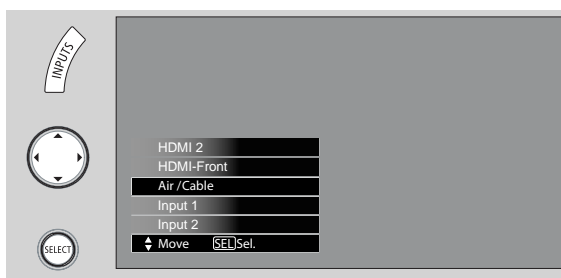 INPUTS
HDMI 2
HDMI-Front
Air /Cable
Input 1
Input 2
Move SEL Sel.
SELECT